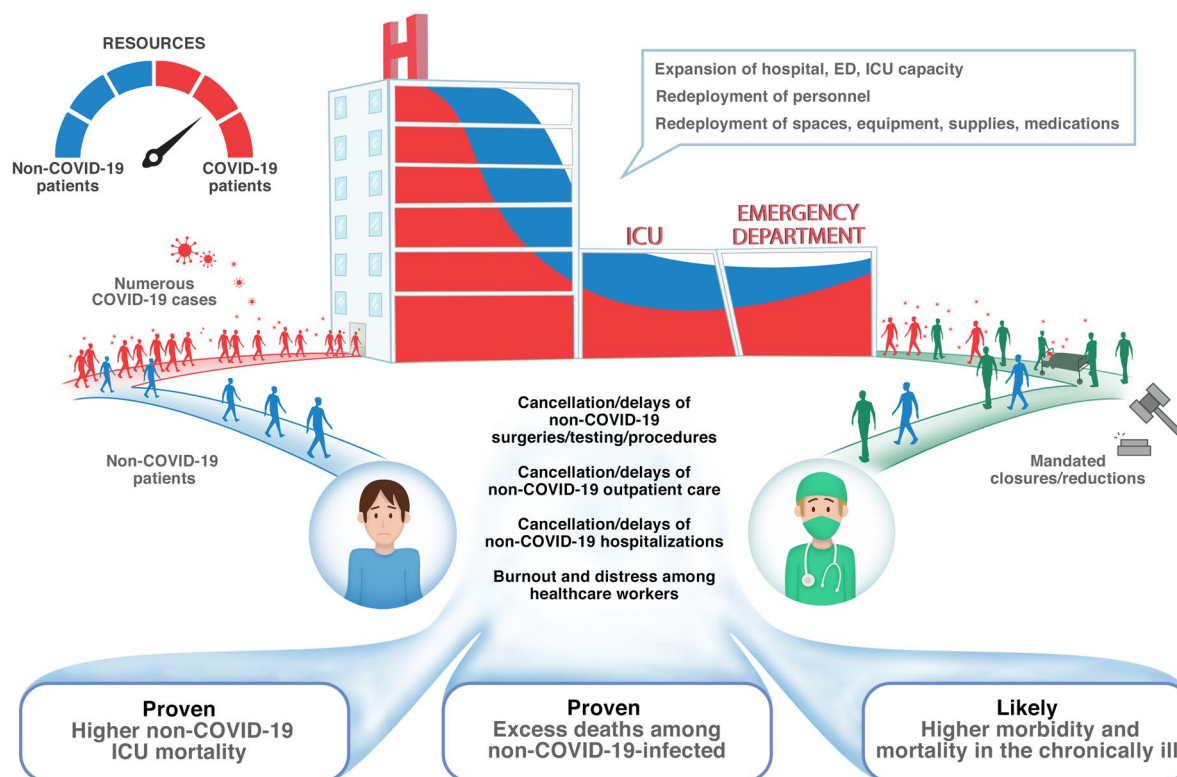 RESOURCES
Non-COVID-19
patients
COVID-19
patients
H
Expansion of hospital, ED, ICU capacity
Redeployment of personnel
Redeployment of spaces, equipment, supplies, medications
ICU
EMERGENCY
DEPARTMENT
Numerous
COVID-19 cases
Non-COVID-19
patients
Cancellation/delays of
non-COVID-19
surgeries/testing/procedures
Cancellation/delays of
non-COVID-19 outpatient care
Cancellation/delays of
non-COVID-19 hospitalizations
Burnout and distress among
healthcare workers
Mandated
closures/reductions
Proven
Higher non-COVID-19
ICU mortality
Proven
Excess deaths among
non-COVID-19-infected
Likely
Higher morbidity and
mortality in the chronically ill